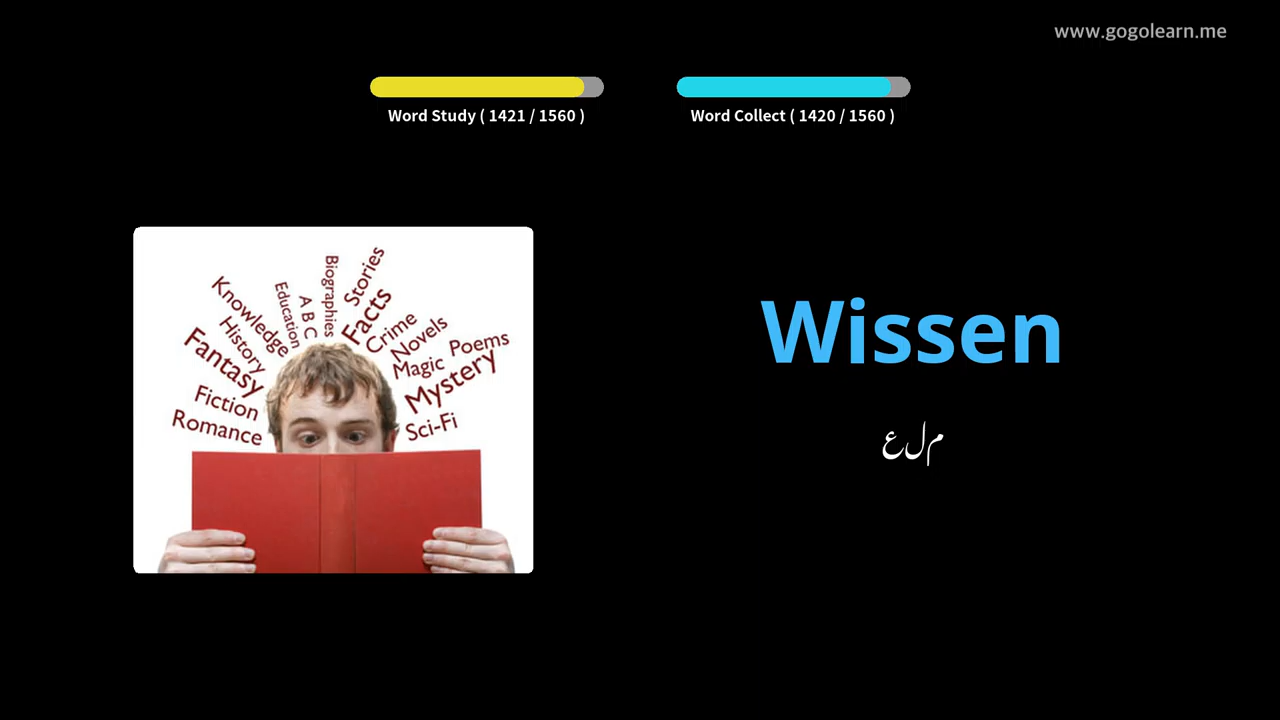 www.gogolearn.me
Word Study ( 1421 / 1560 )
Word Collect ( 1420 / 1560 )
Stories
Biographies
Facts
A B C
Education
Knowledge
Crime
Novels
History
Poems
Fantasy
Magic
Mystery
Fiction
Sci-Fi
Romance
Wissen
ملع